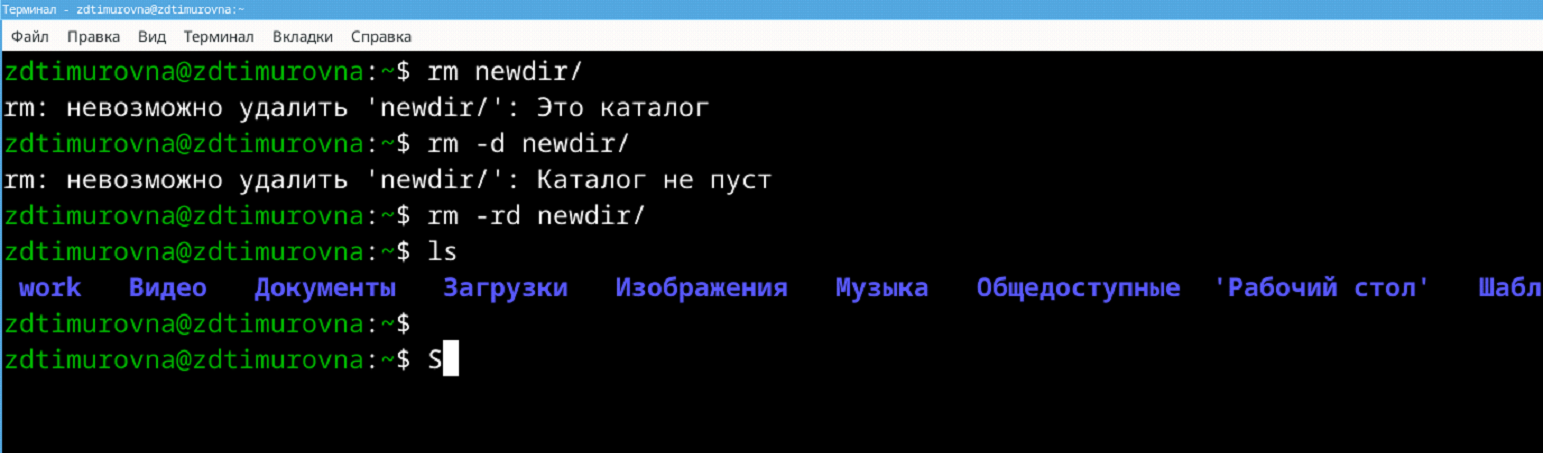 Терминал - zdtimurovna@zdtimurovna:~
Файл Правка Вид Терминал Вкладки Справка
zdtimurovna@zdtimurovna:~$ rm newdir/
rm: невозможно удалить 'newdir/': Это каталог
zdtimurovna@zdtimurovna:~$ rm -d newdir/
rm: невозможно удалить 'newdir/': Каталог не пуст
zdtimurovna@zdtimurovna:~$ rm -rd newdir/
zdtimurovna@zdtimurovna:~$ ls
work Видео Документы Загрузки Изображения Музыка Общедоступные 'Рабочий стол' Шабл
zdtimurovna@zdtimurovna:~$
zdtimurovna@zdtimurovna:~$ S